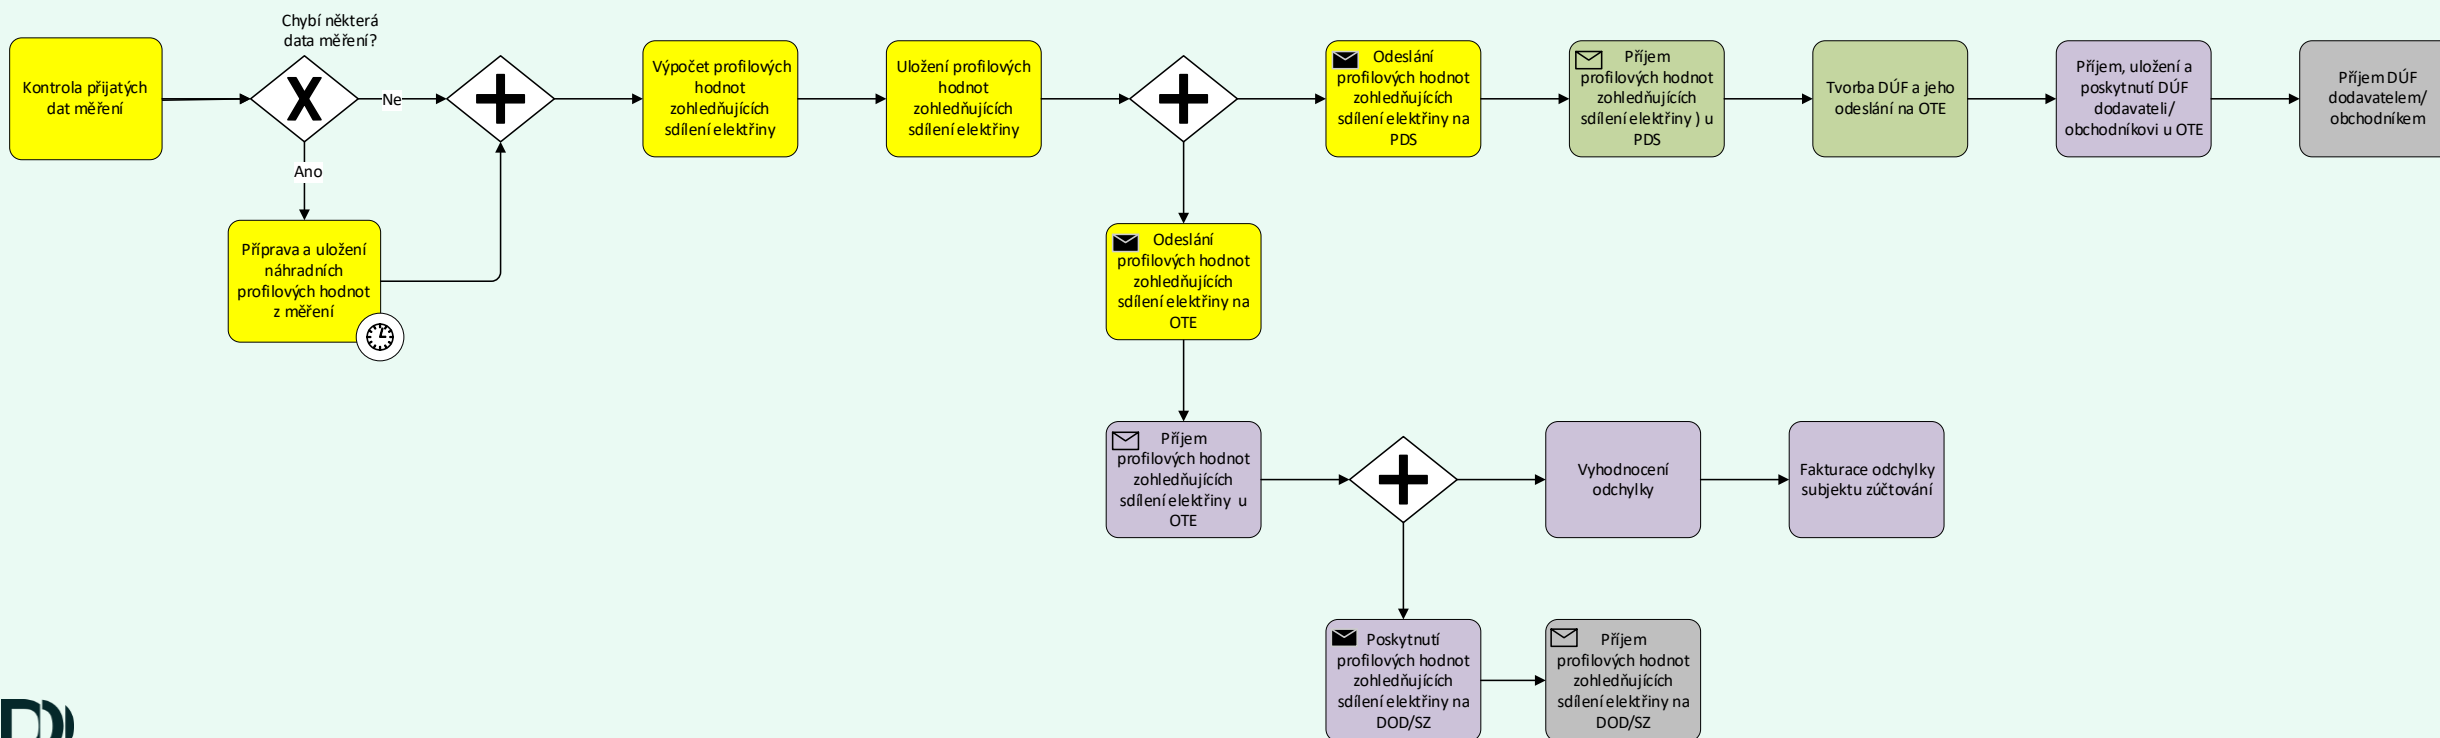 Chybí některá
data měření?
Kontrola přijatých
dat měření
X
Ne
Ano
Příprava a uložení
náhradních
profilových hodnot
z měření
Výpočet profilových
hodnot
zohledňujících
sdílení elektřiny
Uložení profilových
hodnot
zohledňujících
sdílení elektřiny
Odeslání
profilových hodnot
zohledňujících
sdílení elektřiny na
PDS
Příjem
profilových hodnot
zohledňujících
sdílení elektřiny ) u
PDS
Tvorba DÚF a jeho
odeslání na OTE
Příjem, uložení a
poskytnutí DÚF
dodavateli/
obchodníkovi u OTE
Příjem DÚF
dodavatelem/
obchodníkem
Odeslání
profilových hodnot
zohledňujících
sdílení elektřiny na
OTE
Příjem
profilových hodnot
zohledňujících
sdílení elektřiny u
OTE
Vyhodnocení
odchylky
Fakturace odchylky
subjektu zúčtování
Poskytnutí
profilových hodnot
zohledňujících
sdílení elektřiny na
DOD/SZ
Příjem
profilových hodnot
zohledňujících
sdílení elektřiny na
DOD/SZ